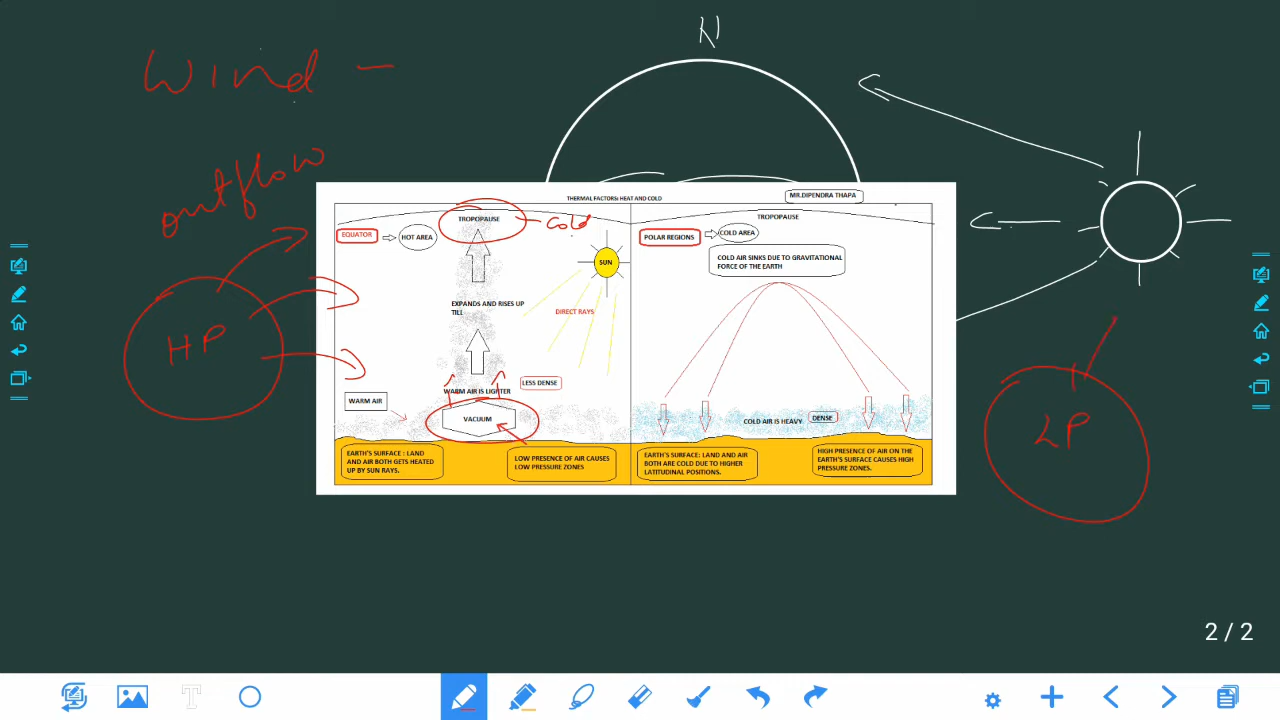 N
Wind -
outflow
HP
LP
cold
THERMAL FACTORS: HEAT AND COLD
MR.DIPENDRA THAPA
TROPOPAUSE
EQUATOR
HOT AREA
SUN
EXPANDS AND RISES UP
TILL
DIRECT RAYS
LESS DENSE
WARM AIR IS LIGHTER
WARM AIR
VACUUM
EARTH'S SURFACE : LAND
AND AIR BOTH GETS HEATED
UP BY SUN RAYS.
LOW PRESENCE OF AIR CAUSES
LOW PRESSURE ZONES
TROPOPAUSE
POLAR REGIONS
COLD AREA
COLD AIR SINKS DUE TO GRAVITATIONAL
FORCE OF THE EARTH
COLD AIR IS HEAVY
DENSE
EARTH'S SURFACE: LAND AND AIR
BOTH ARE COLD DUE TO HIGHER
LATITUDINAL POSITIONS.
HIGH PRESENCE OF AIR ON THE
EARTH'S SURFACE CAUSES HIGH
PRESSURE ZONES.
2 / 2
T